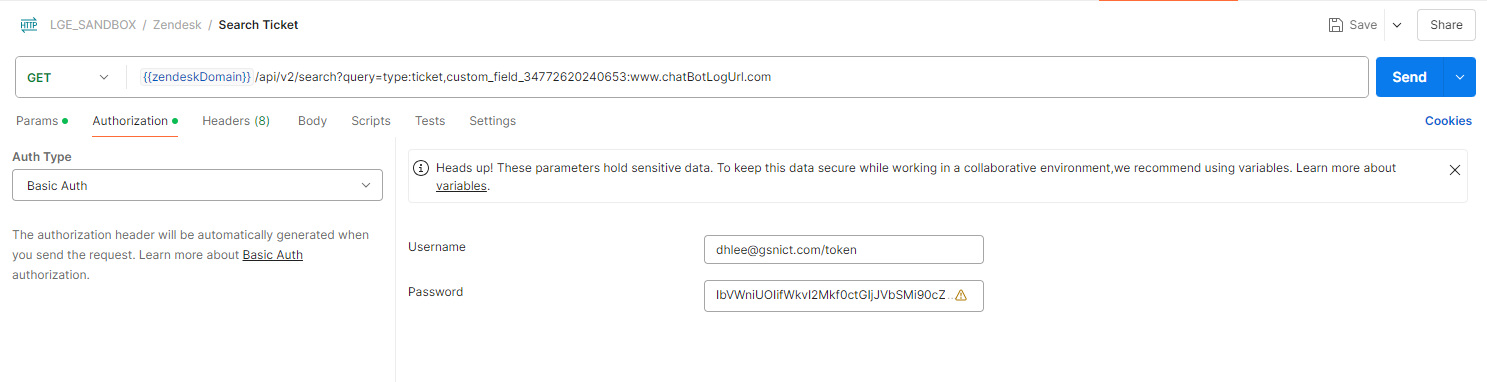 HTTP LGE_SANDBOX / Zendesk / Search Ticket Save Share
GET {{zendeskDomain}} /api/v2/search?query=type:ticket,custom_field_34772620240653:www.chatBotLogUrl.com Send
Params Authorization Headers (8) Body Scripts Tests Settings Cookies
Auth Type
Basic Auth
The authorization header will be automatically generated when
you send the request. Learn more about Basic Auth
authorization.
Heads up! These parameters hold sensitive data. To keep this data secure while working in a collaborative environment,we recommend using variables. Learn more about
variables.
Username dhlee@gsnict.com/token
Password